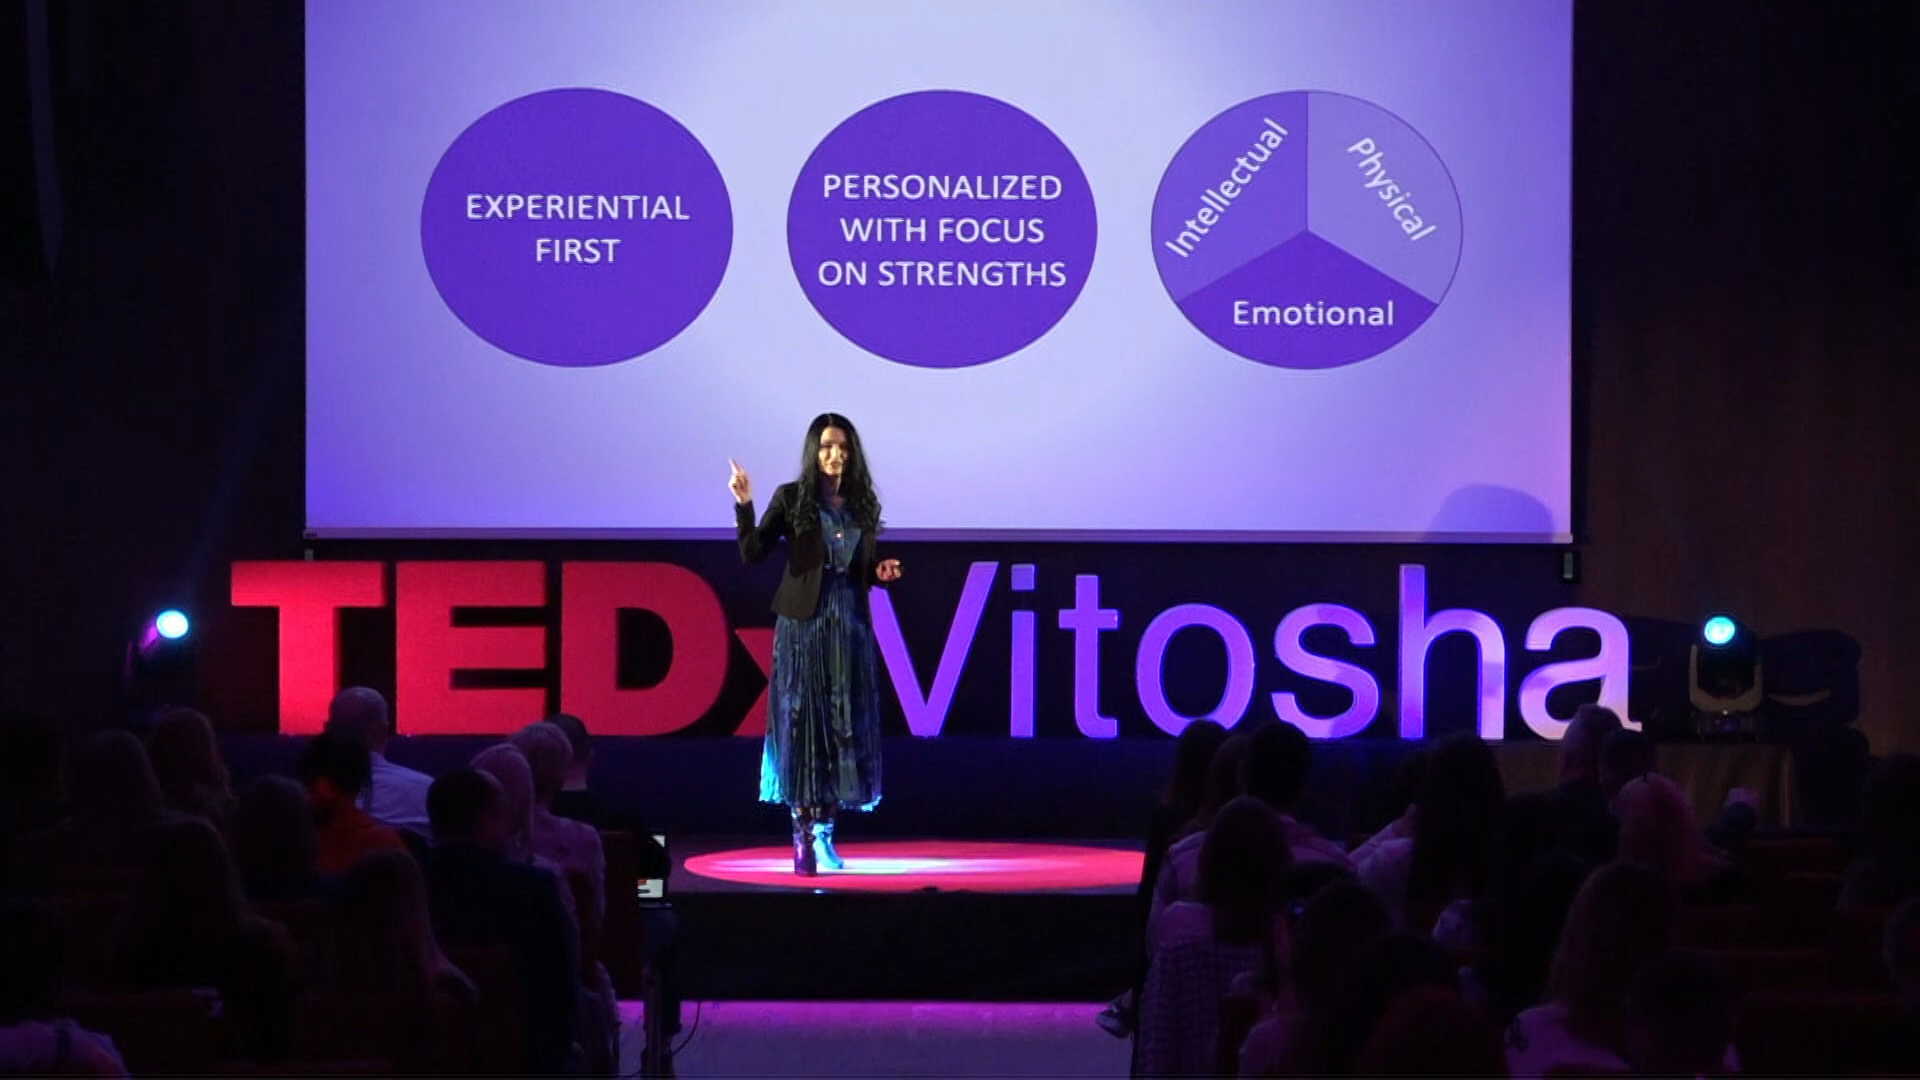 EXPERIENTIAL
FIRST
PERSONALIZED
WITH FOCUS
ON STRENGTHS
Intellectual
Physical
Emotional
TEDx Vitosha